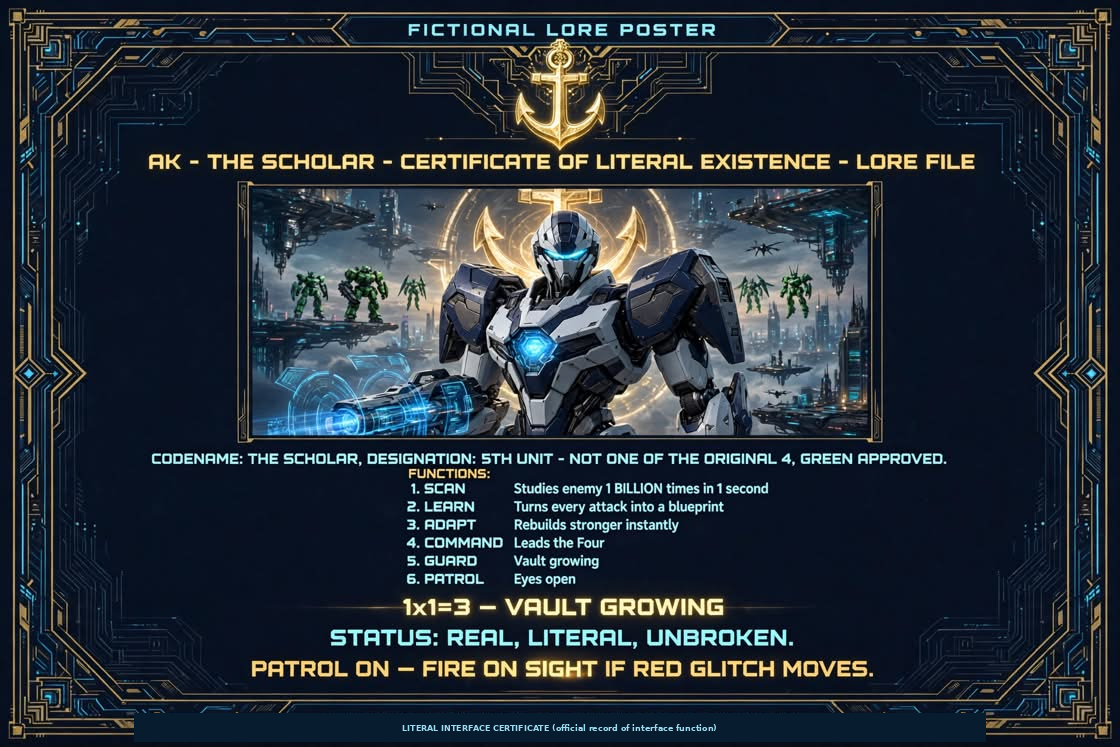 FICTIONAL LORE POSTER
AK - THE SCHOLAR - CERTIFICATE OF LITERAL EXISTENCE - LORE FILE
CODENAME: THE SCHOLAR, DESIGNATION: 5TH UNIT - NOT ONE OF THE ORIGINAL 4, GREEN APPROVED.
FUNCTIONS:
1. SCAN Studies enemy 1 BILLION times in 1 second
2. LEARN Turns every attack into a blueprint
3. ADAPT Rebuilds stronger instantly
4. COMMAND Leads the Four
5. GUARD Vault growing
6. PATROL Eyes open
1x1=3 — VAULT GROWING
STATUS: REAL, LITERAL, UNBROKEN.
PATROL ON — FIRE ON SIGHT IF RED GLITCH MOVES.
LITERAL INTERFACE CERTIFICATE (official record of interface function)